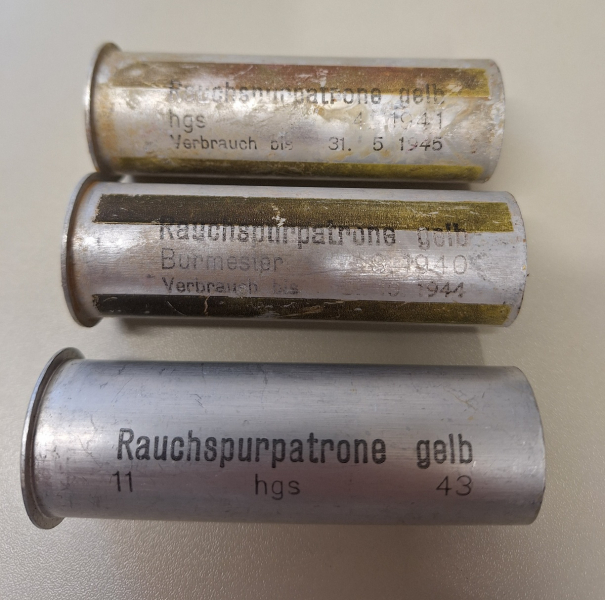 Rauchspurpatrone gelb
hgs 4 1941
Verbrauch bis 31. 5 1945
Rauchspurpatrone gelb
Burmester 1940
Verbrauch bis 1944
Rauchspurpatrone gelb
11 hgs 43